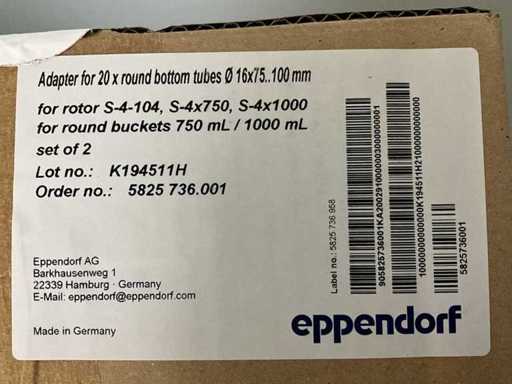 Adapter for 20 x round bottom tubes Ø 16x75..100 mm
for rotor S-4-104, S-4x750, S-4x1000
for round buckets 750 mL / 1000 mL
set of 2
Lot no.: K194511H
Order no.: 5825 736.001
Eppendorf AG
Barkhausenweg 1
22339 Hamburg · Germany
E-Mail: eppendorf@eppendorf.com
Made in Germany
Label no.: 5825 736 958
5825736001
eppendorf